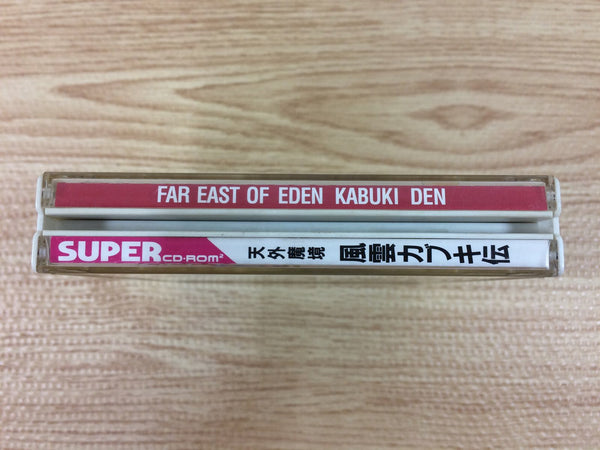 FAR EAST OF EDEN KABUKI DEN
SUPER CD-ROM² 天外魔境 風雲カブキ伝